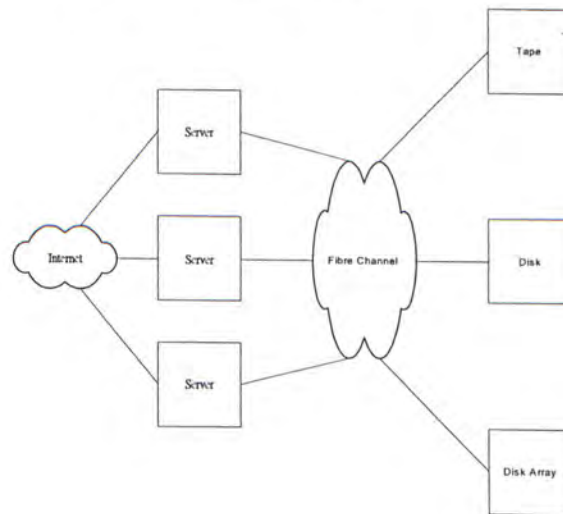 Tape
Server
Internet
Server
Fibre Channel
Disk
Server
Disk Array